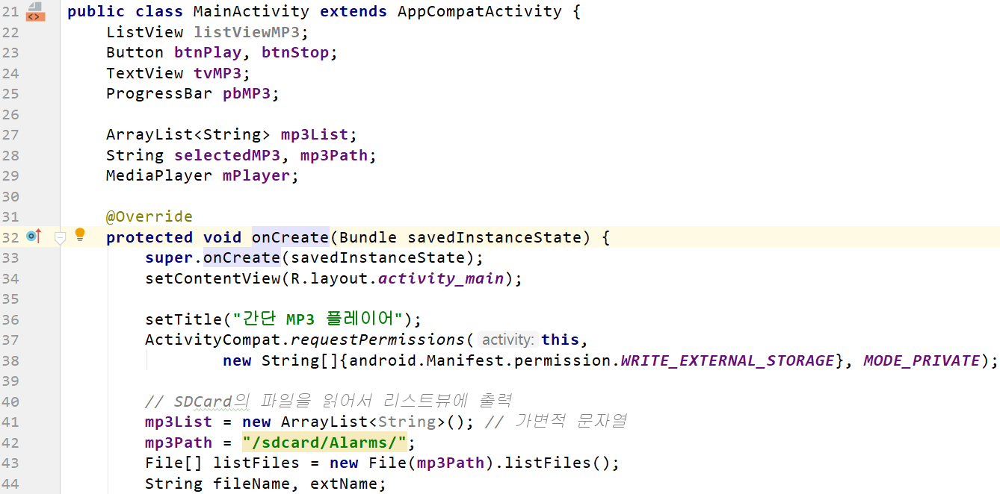 21 public class MainActivity extends AppCompatActivity {
22 ListView listViewMP3;
23 Button btnPlay, btnStop;
24 TextView tvMP3;
25 ProgressBar pbMP3;
26
27 ArrayList<String> mp3List;
28 String selectedMP3, mp3Path;
29 MediaPlayer mPlayer;
30
31 @Override
32 protected void onCreate(Bundle savedInstanceState) {
33 super.onCreate(savedInstanceState);
34 setContentView(R.layout.activity_main);
35
36 setTitle("간단 MP3 플레이어");
37 ActivityCompat.requestPermissions( activity: this,
38 new String[]{android.Manifest.permission.WRITE_EXTERNAL_STORAGE}, MODE_PRIVATE);
39
40 // SDCard의 파일을 읽어서 리스트뷰에 출력
41 mp3List = new ArrayList<String>(); // 가변적 문자열
42 mp3Path = "/sdcard/Alarms/";
43 File[] listFiles = new File(mp3Path).listFiles();
44 String fileName, extName;